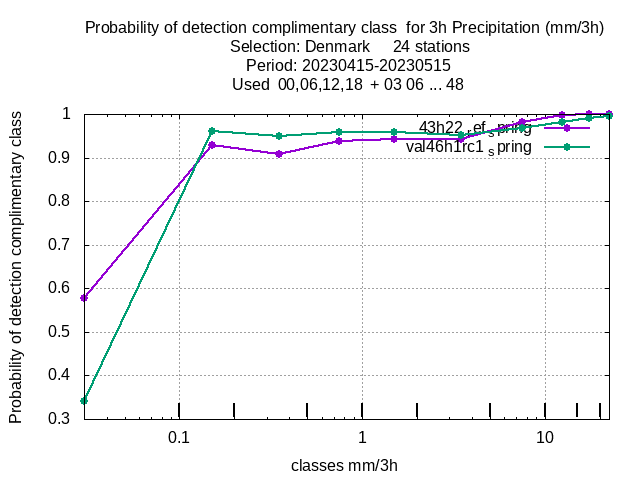 Probability of detection complimentary class  for 3h Precipitation (mm/3h)
Selection: Denmark     24 stations
Period: 20230415-20230515
Used  00,06,12,18  + 03 06 ... 48
Probability of detection complimentary class
1
0.9
0.8
0.7
0.6
0.5
0.4
0.3
43h22_ref_spring
val46h1rc1_spring
0.1
1
10
classes mm/3h